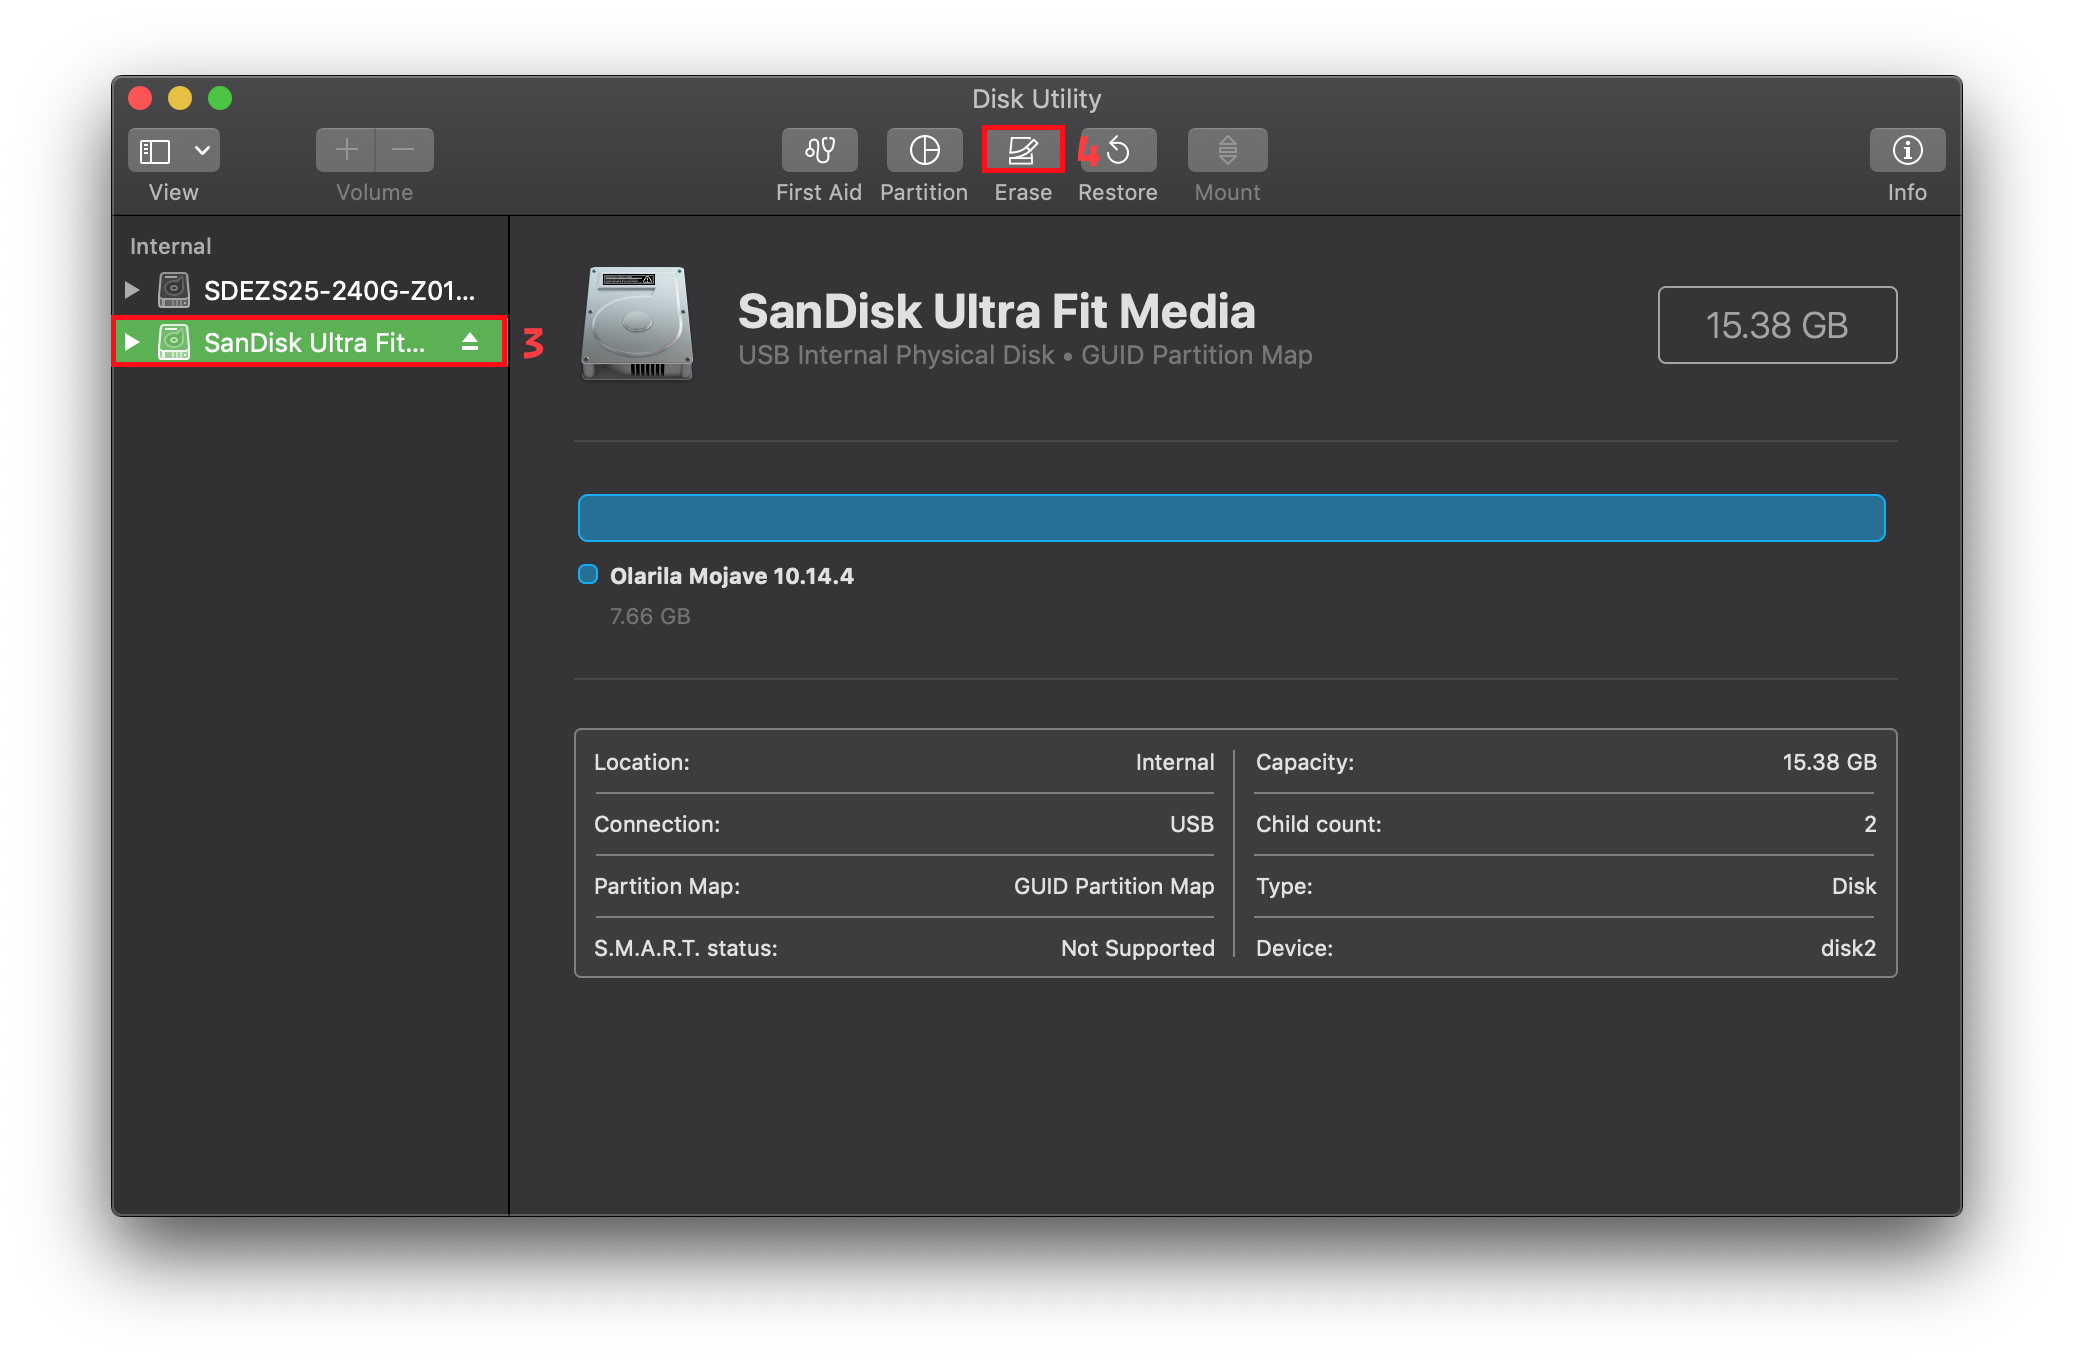 Disk Utility
View
Volume
First Aid
Partition
Erase
4
Restore
Mount
Info
Internal
SDEZS25-240G-Z01...
SanDisk Ultra Fit...
3
SanDisk Ultra Fit Media
USB Internal Physical Disk • GUID Partition Map
15.38 GB
Olarila Mojave 10.14.4
7.66 GB
Location: Internal
Capacity: 15.38 GB
Connection: USB
Child count: 2
Partition Map: GUID Partition Map
Type: Disk
S.M.A.R.T. status: Not Supported
Device: disk2